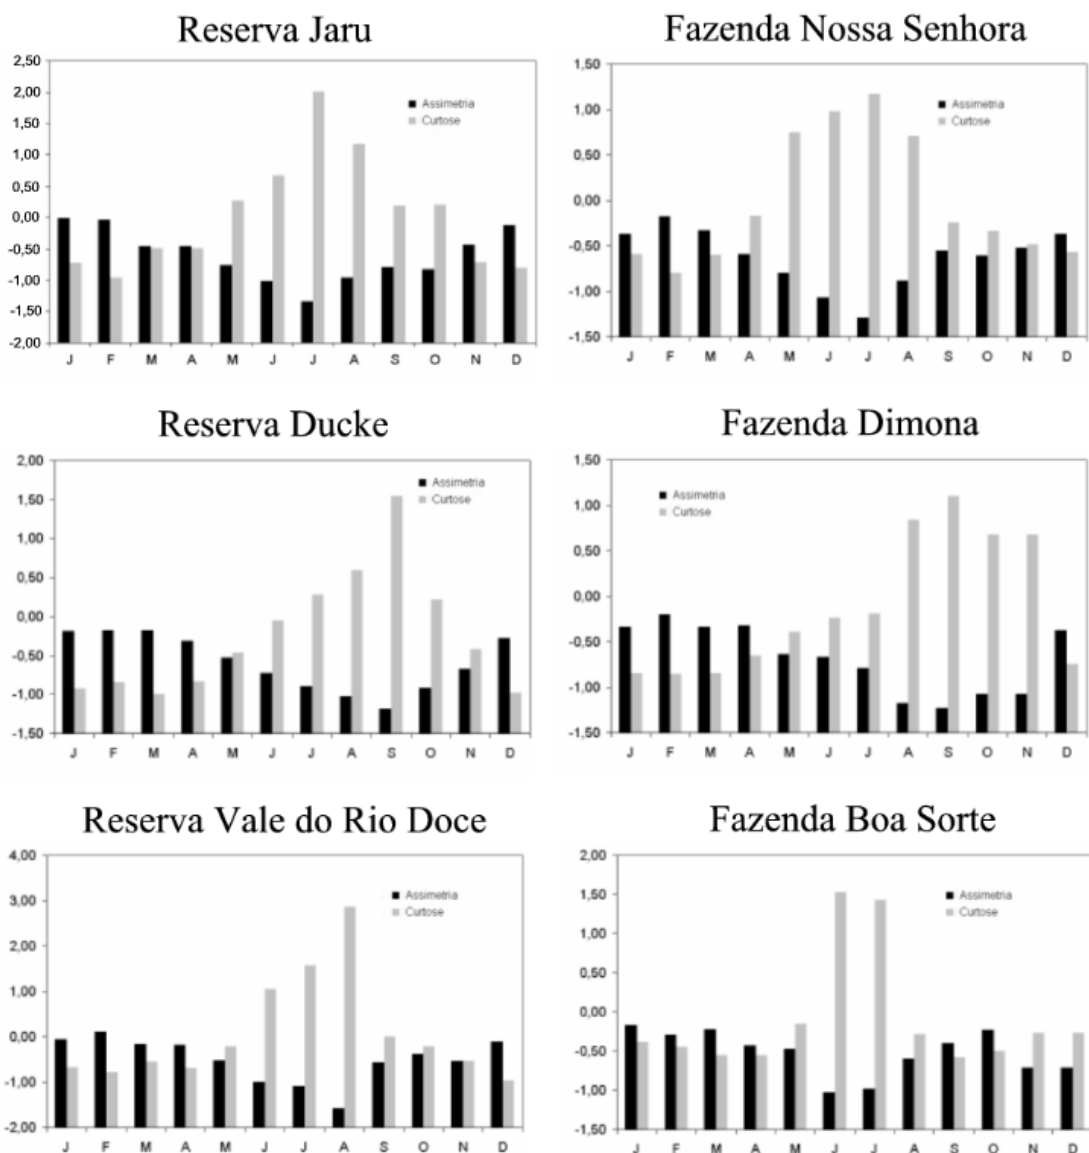 Reserva Jaru
2,50
2,00
1,50
1,00
0,50
0,00
-0,50
-1,00
-1,50
-2,00
Assimetria
Curtose
J F M A M J J A S O N D
Fazenda Nossa Senhora
1,50
1,00
0,50
0,00
-0,50
-1,00
-1,50
Assimetria
Curtose
J F M A M J J A S O N D
Reserva Ducke
2,00
1,50
1,00
0,50
0,00
-0,50
-1,00
-1,50
Assimetria
Curtose
J F M A M J J A S O N D
Fazenda Dimona
1,50
1,00
0,50
0,00
-0,50
-1,00
-1,50
Assimetria
Curtose
J F M A M J J A S O N D
Reserva Vale do Rio Doce
4,00
3,00
2,00
1,00
0,00
-1,00
-2,00
Assimetria
Curtose
J F M A M J J A S O N D
Fazenda Boa Sorte
2,00
1,50
1,00
0,50
0,00
-0,50
-1,00
-1,50
Assimetria
Curtose
J F M A M J J A S O N D